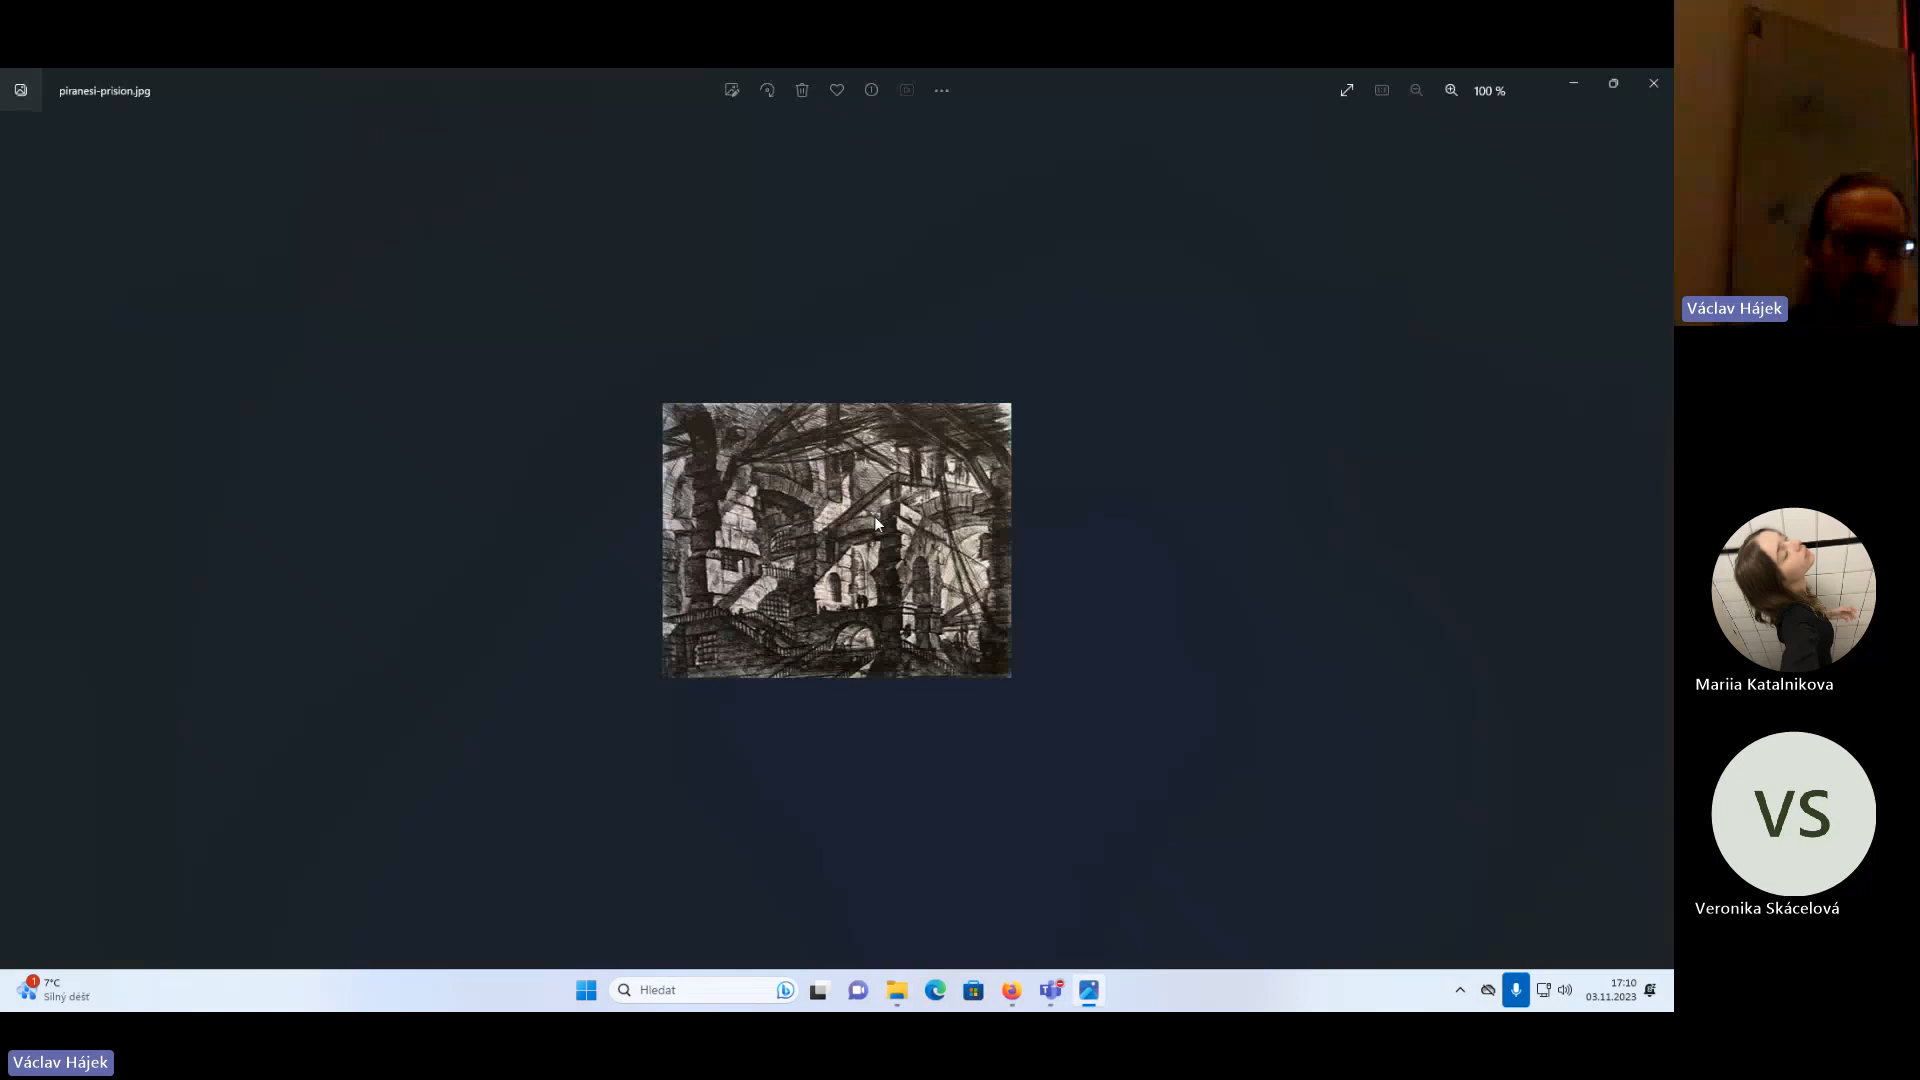 piranesi-prision.jpg
100 %
Václav Hájek
Mariia Katalnikova
VS
Veronika Skácelová
1
7°C
Silný déšť
Hledat
17:10
03.11.2023
Václav Hájek